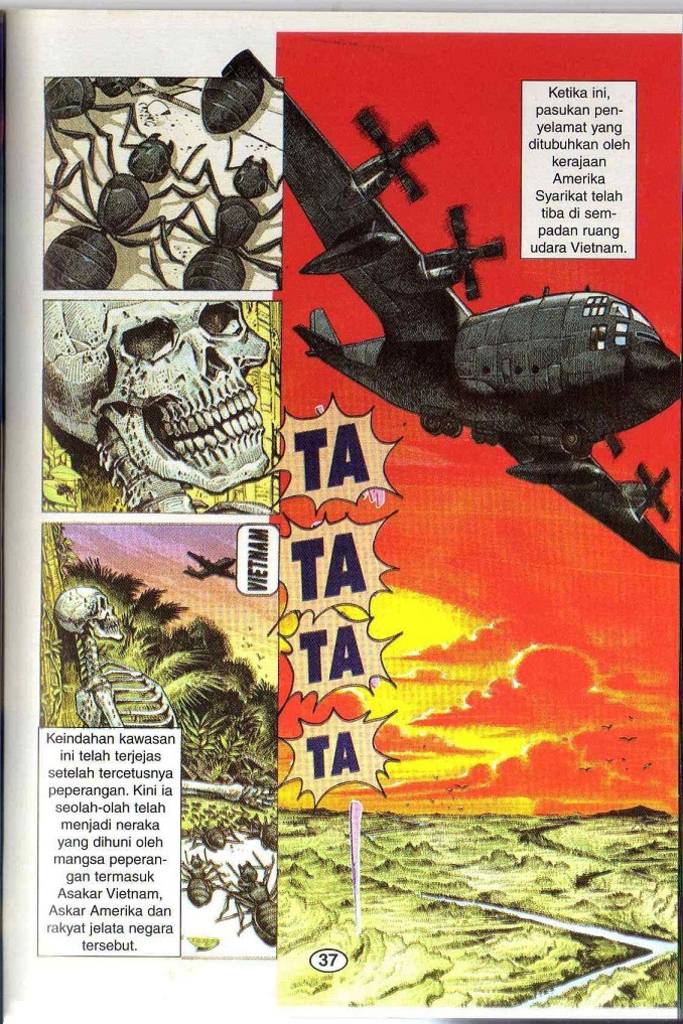 Ketika ini,
pasukan pen-
yelamat yang
ditubuhkan oleh
kerajaan
Amerika
Syarikat telah
tiba di sem-
padan ruang
udara Vietnam.
TA
TA
TA
TA
VIETNAM
Keindahan kawasan
ini telah terjejas
setelah tercetusnya
peperangan. Kini ia
seolah-olah telah
menjadi neraka
yang dihuni oleh
mangsa peperan-
gan termasuk
Asakar Vietnam,
Askar Amerika dan
rakyat jelata negara
tersebut.
37